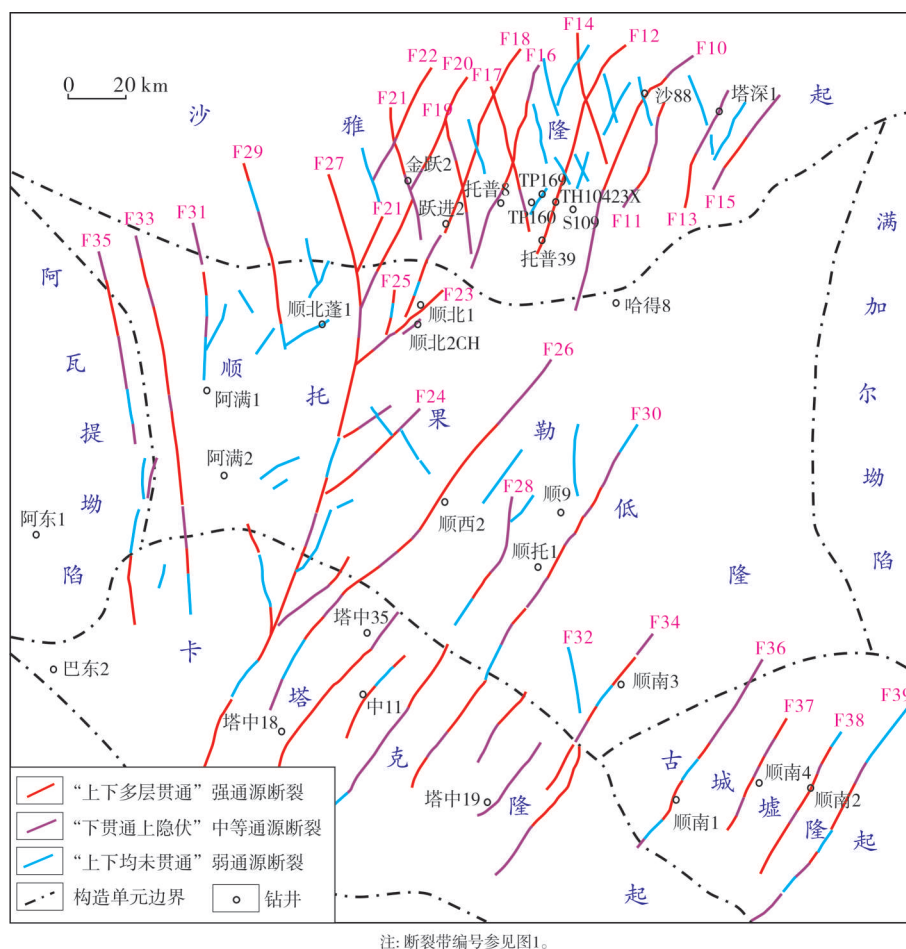 0 20 km
F14
F18
F12
F22
F16
F10
F20
F17
F21
沙88
塔深1
起
沙
雅
F19
隆
F29
F27
金跃2
TP169
托普8
TH10423X
F15
F21
跃进2
TP160
S109
F11
F13
F31
F33
F35
托普39
满
阿
F25
F23
加
哈得8
顺北1
顺北蓬1
顺北2CH
瓦
F26
尔
顺
托
阿满1
提
F24
果
勒
F30
坳
阿满2
F28
坳
顺9
低
顺西2
阿东1
顺托1
陷
陷
隆
卡
塔中35
F32
F34
F36
巴东2
顺南3
塔
中11
F39
F37
塔中18
F38
克
古
城
顺南4
塔中19
顺南2
墟
隆
顺南1
隆
起
起
“上下多层贯通”强通源断裂
“下贯通上隐伏”中等通源断裂
“上下均未贯通”弱通源断裂
构造单元边界 钻井
注: 断裂带编号参见图1。